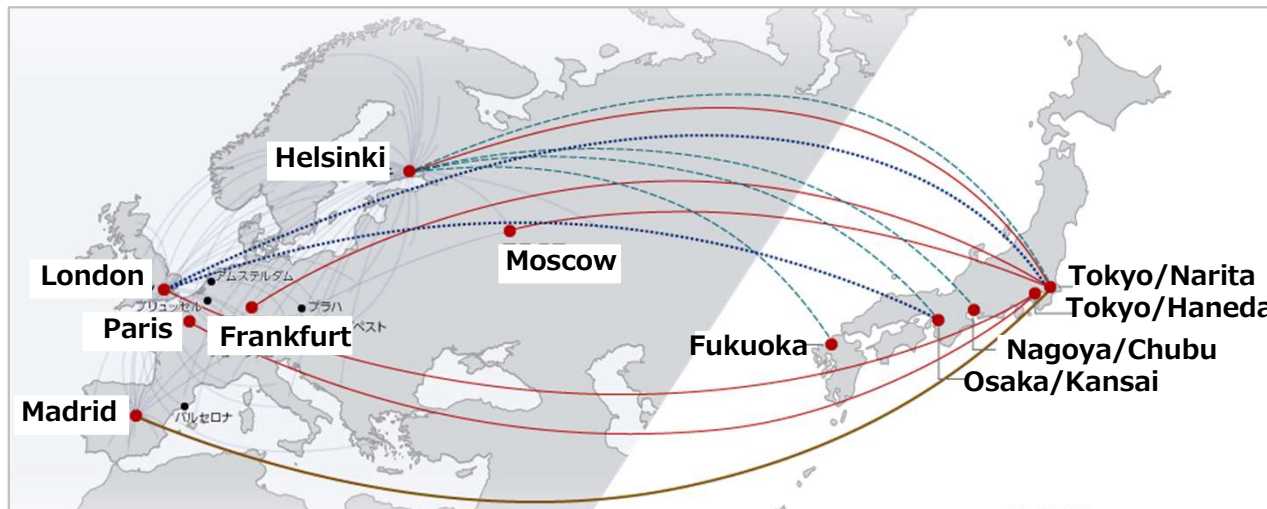 Helsinki
Moscow
London
アムステルダム
ブリュッセル
プラハ
Paris
Frankfurt
ペスト
Madrid
バルセロナ
Tokyo/Narita
Tokyo/Haneda
Fukuoka
Nagoya/Chubu
Osaka/Kansai